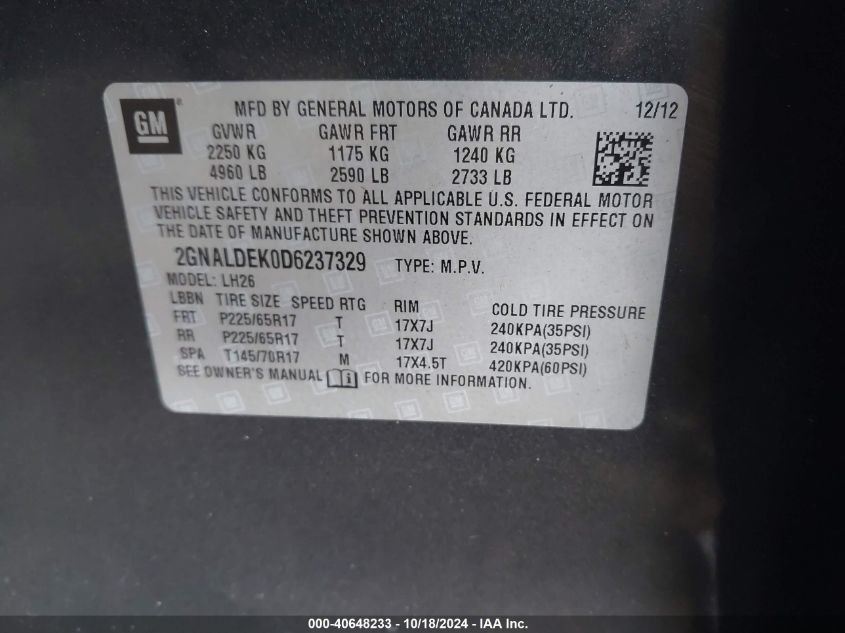 GM ® MFD BY GENERAL MOTORS OF CANADA LTD. 12/12
GVWR GAWR FRT GAWR RR
2250 KG 1175 KG 1240 KG
4960 LB 2590 LB 2733 LB
THIS VEHICLE CONFORMS TO ALL APPLICABLE U.S. FEDERAL MOTOR
VEHICLE SAFETY AND THEFT PREVENTION STANDARDS IN EFFECT ON
THE DATE OF MANUFACTURE SHOWN ABOVE.
2GNALDEK0D6237329 TYPE: M.P.V.
MODEL: LH26
LBBN TIRE SIZE SPEED RTG RIM COLD TIRE PRESSURE
FRT P225/65R17 T 17X7J 240KPA(35PSI)
RR P225/65R17 T 17X7J 240KPA(35PSI)
SPA T145/70R17 M 17X4.5T 420KPA(60PSI)
SEE OWNER'S MANUAL FOR MORE INFORMATION.
000-40648233 - 10/18/2024 - IAA Inc.